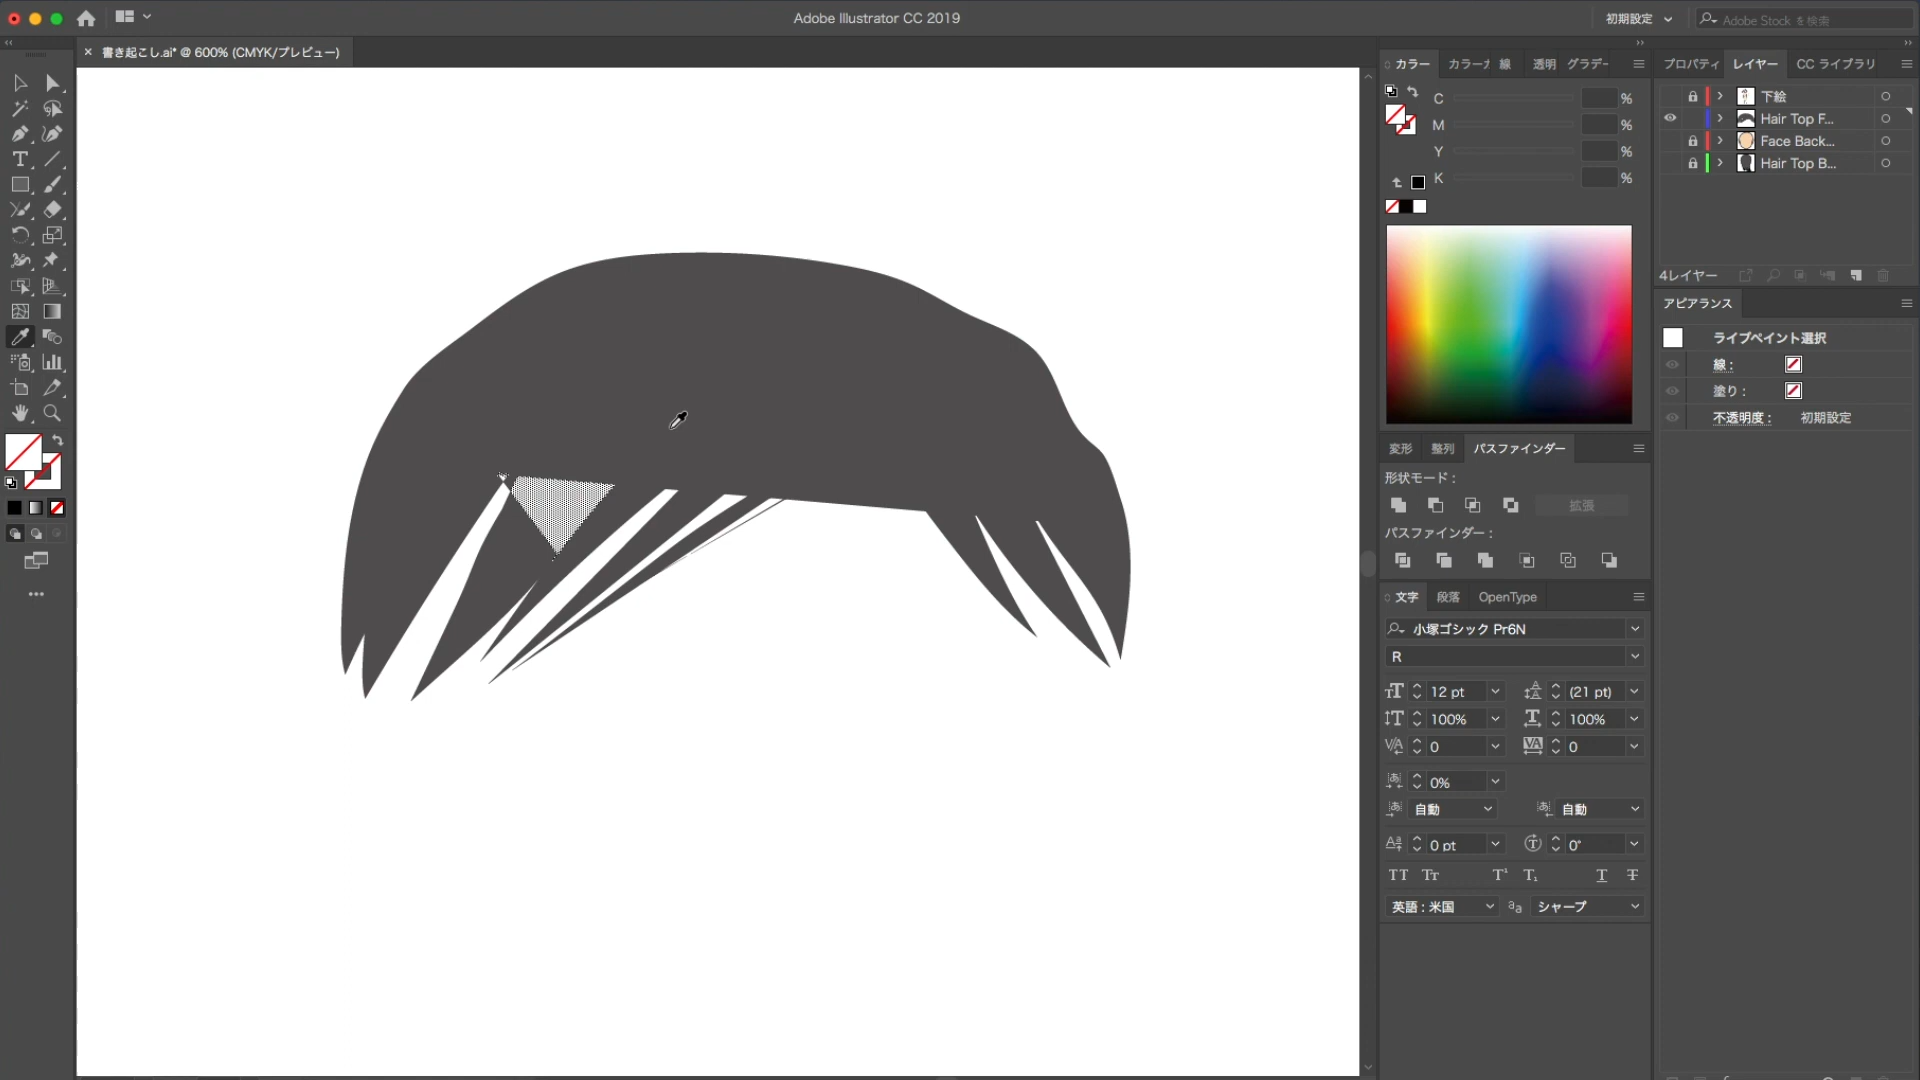 Adobe Illustrator CC 2019
初期設定
Adobe Stock を検索
書き起こし.ai* @ 600% (CMYK/プレビュー)
カラー
カラーガ
線
透明
グラデー
C %
M %
Y %
K %
プロパティ
レイヤー
CC ライブラリ
下絵
Hair Top F...
Face Back...
Hair Top B...
4レイヤー
アピアランス
ライブペイント選択
線 :
塗り :
不透明度 : 初期設定
変形
整列
パスファインダー
形状モード :
拡張
パスファインダー :
文字
段落
OpenType
小塚ゴシック Pr6N
R
12 pt
(21 pt)
100%
100%
0
0
0%
自動
自動
0 pt
0°
英語 : 米国
シャープ